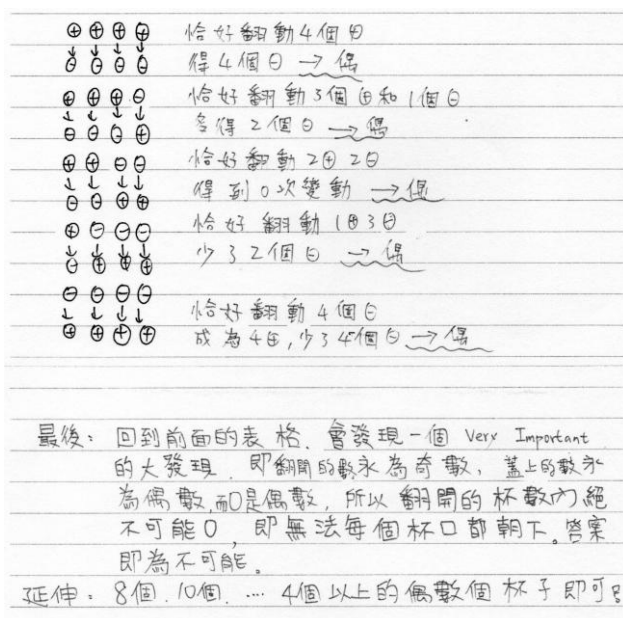 ⊕ ⊕ ⊕ ⊕ 恰好翻動4個⊕
↓ ↓ ↓ ↓
⊖ ⊖ ⊖ ⊖ 得4個⊖ → 偶
⊕ ⊕ ⊕ ⊖ 恰好翻動3個⊕和1個⊖
↓ ↓ ↓ ↓
⊖ ⊖ ⊖ ⊕ 多得2個⊖ → 偶
⊕ ⊕ ⊖ ⊖ 恰好翻動2⊕2⊖
↓ ↓ ↓ ↓
⊖ ⊖ ⊕ ⊕ 得到0次變動 → 偶
⊕ ⊖ ⊖ ⊖ 恰好翻動1⊕3⊖
↓ ↓ ↓ ↓
⊖ ⊕ ⊕ ⊕ 少了2個⊖ → 偶
⊖ ⊖ ⊖ ⊖ 恰好翻動4個⊖
↓ ↓ ↓ ↓
⊕ ⊕ ⊕ ⊕ 成為4⊕,少了4個⊖ → 偶
最後: 回到前面的表格, 會發現一個 Very Important
的大發現, 即翻開的數永為奇數, 蓋上的數永
為偶數,而0是偶數, 所以翻開的杯數內絕
不可能0, 即無法每個杯口都朝下。答案
即為不可能。
延伸: 8個, 10個, .... 4個以上的偶數個杯子即可